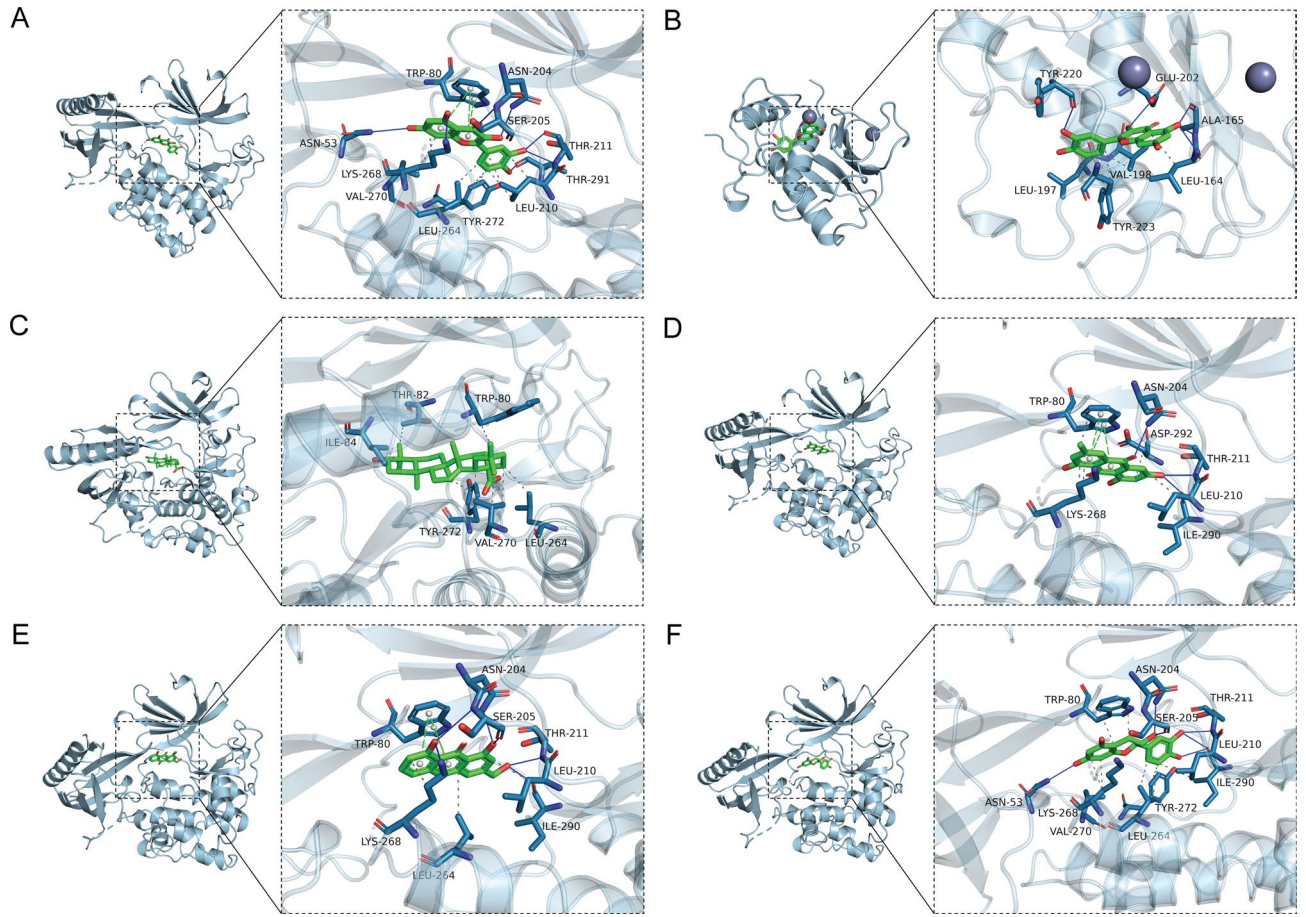 A
TRP-80
ASN-204
SER-205
ASN-53
THR-211
LYS-268
THR-291
VAL-270
LEU-210
TYR-272
LEU-264
B
TYR-220
GLU-202
ALA-165
VAL-198
LEU-164
LEU-197
TYR-223
C
THR-82
TRP-80
ILE-84
TYR-272
VAL-270
LEU-264
D
ASN-204
TRP-80
ASP-292
THR-211
LEU-210
LYS-268
ILE-290
E
ASN-204
SER-205
TRP-80
THR-211
LEU-210
ILE-290
LYS-268
LEU-264
F
ASN-204
TRP-80
THR-211
SER-205
LEU-210
ILE-290
ASN-53
LYS-268
TYR-272
VAL-270
LEU-264